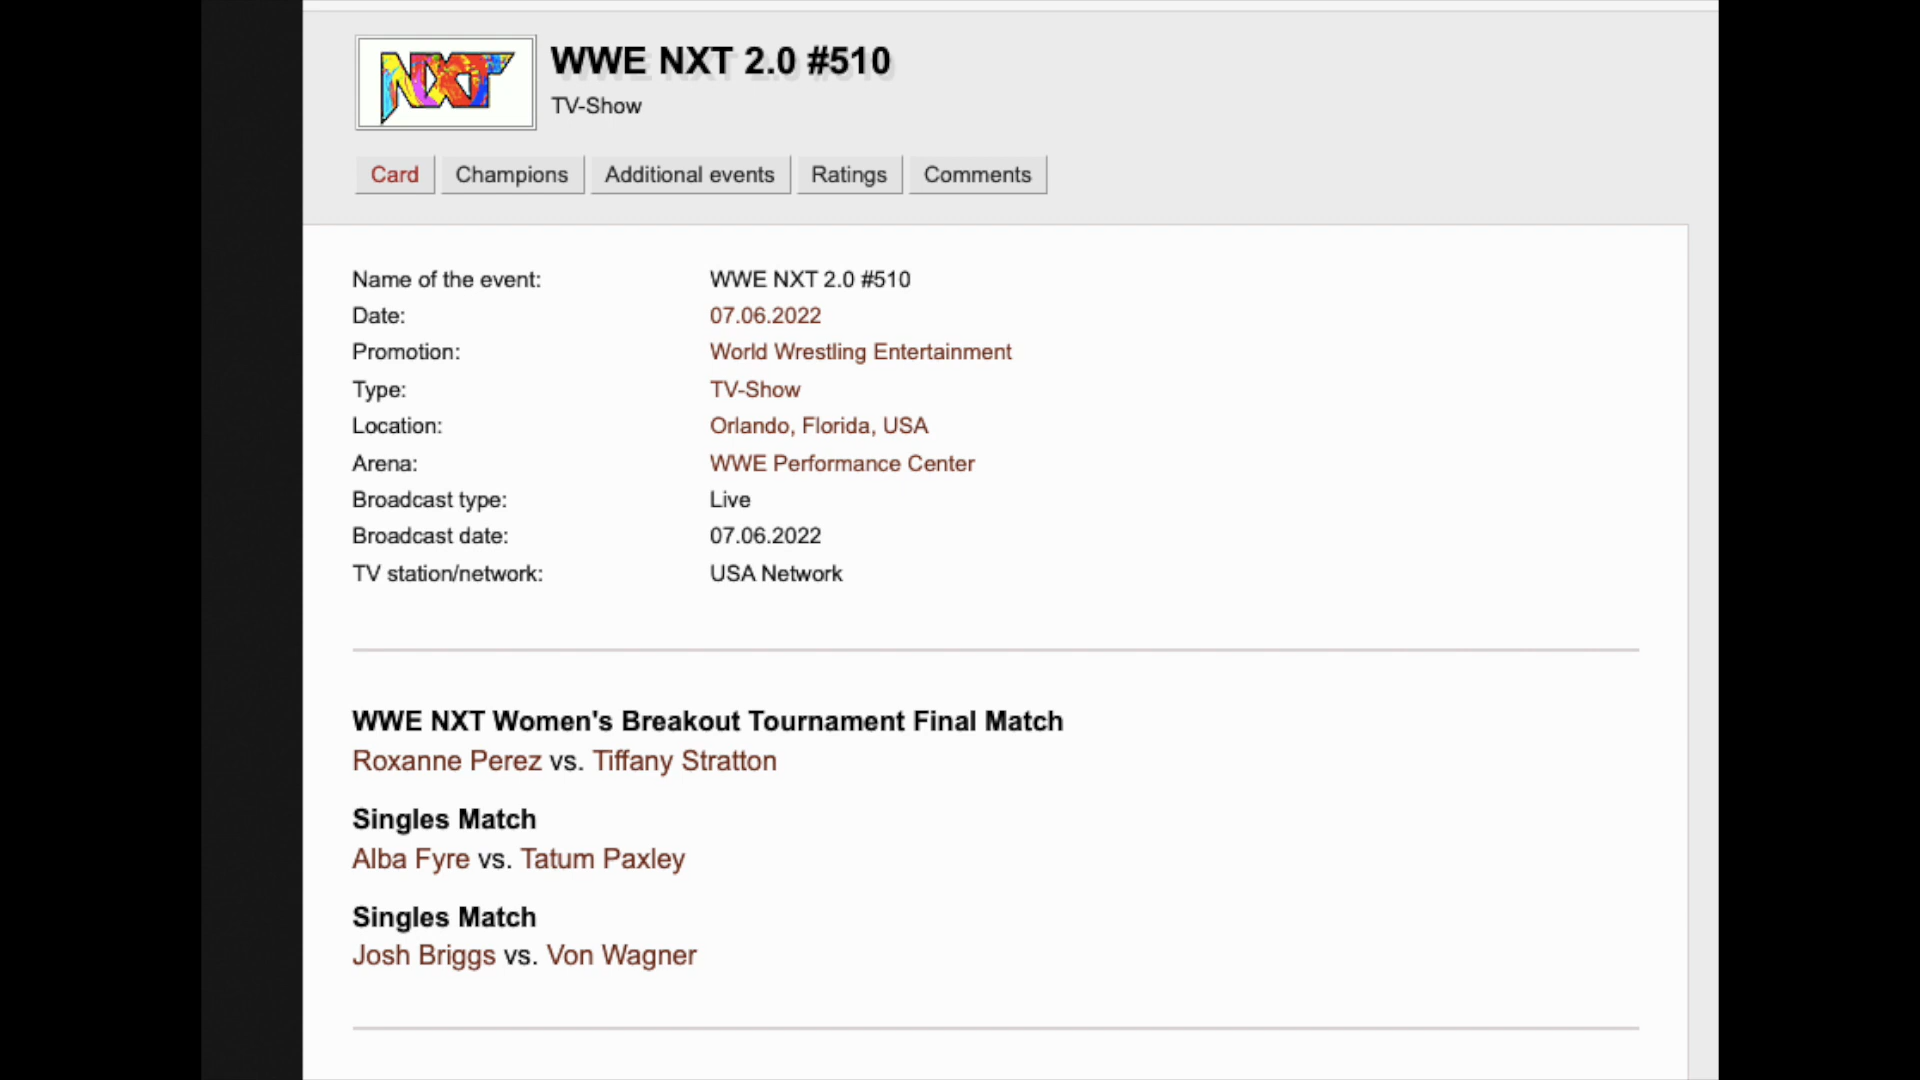 NXT
WWE NXT 2.0 #510
TV-Show
Card Champions Additional events Ratings Comments
Name of the event: WWE NXT 2.0 #510
Date: 07.06.2022
Promotion: World Wrestling Entertainment
Type: TV-Show
Location: Orlando, Florida, USA
Arena: WWE Performance Center
Broadcast type: Live
Broadcast date: 07.06.2022
TV station/network: USA Network
WWE NXT Women's Breakout Tournament Final Match
Roxanne Perez vs. Tiffany Stratton
Singles Match
Alba Fyre vs. Tatum Paxley
Singles Match
Josh Briggs vs. Von Wagner